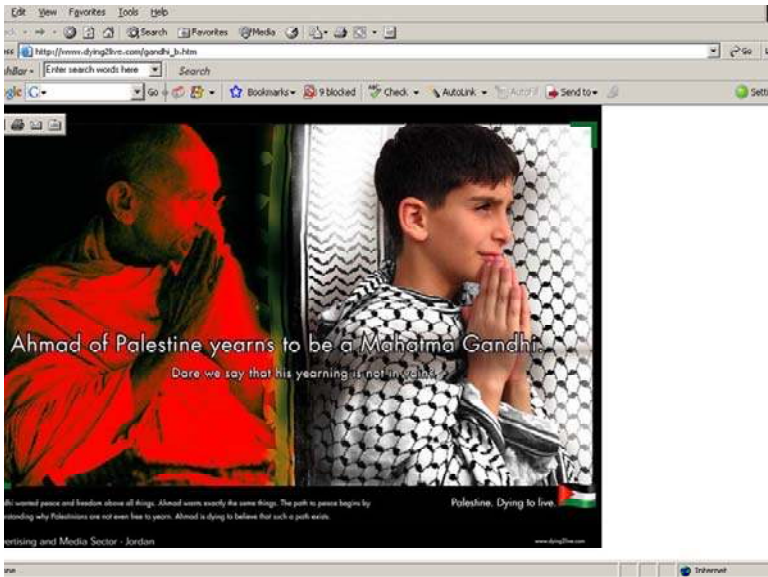 Edit View Favorites Tools Help
Search Favorites Media
http://www.dying2live.com/gandhi_b.htm Go
Enter search words here Search
Go Bookmarks 9 blocked Check AutoLink AutoFill Send to
Ahmad of Palestine yearns to be a Mahatma Gandhi.
Dare we say that his yearning is not in vain?
wanted peace and freedom above all things. Ahmad wants exactly the same things. The path to peace begins by
why Palestinians are not even free to yearn. Ahmad is dying to believe that such a path exists.
Palestine. Dying to live.
and Media Sector - Jordan
www.dying2live.com
Internet